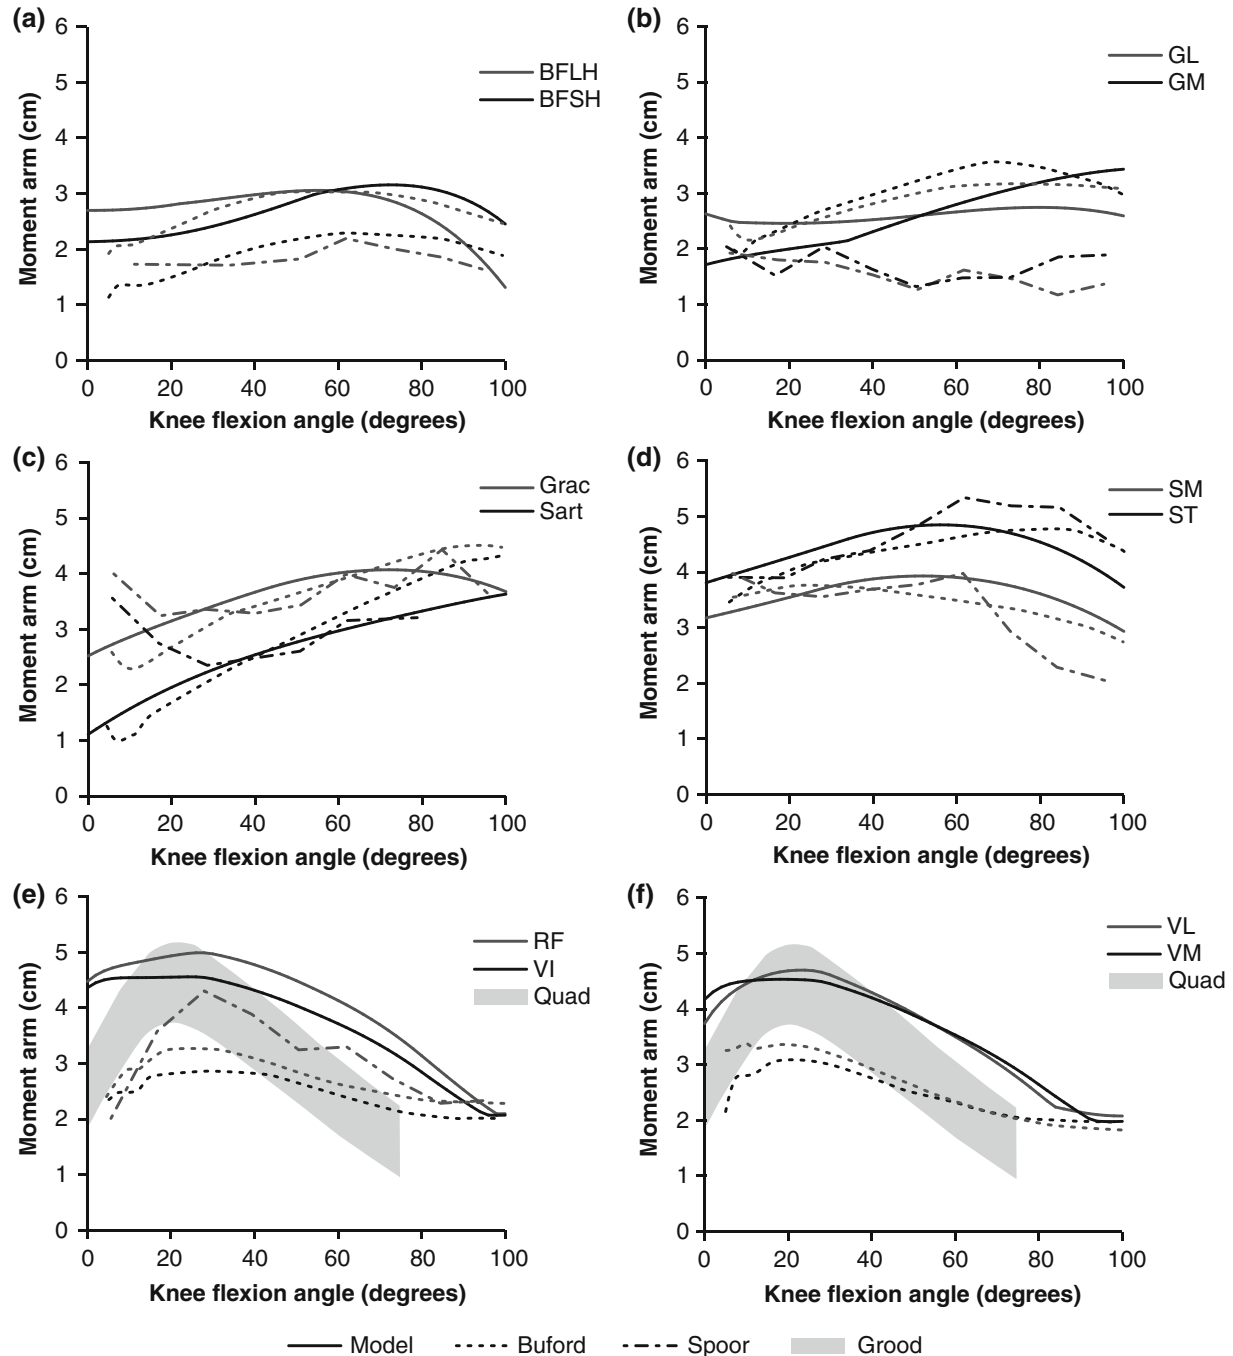 (a)
6
5
4
3
2
1
0
Moment arm (cm)
BFLH
BFSH
0 20 40 60 80 100
Knee flexion angle (degrees)
(b)
6
5
4
3
2
1
0
Moment arm (cm)
GL
GM
0 20 40 60 80 100
Knee flexion angle (degrees)
(c)
6
5
4
3
2
1
0
Moment arm (cm)
Grac
Sart
0 20 40 60 80 100
Knee flexion angle (degrees)
(d)
6
5
4
3
2
1
0
Moment arm (cm)
SM
ST
0 20 40 60 80 100
Knee flexion angle (degrees)
(e)
6
5
4
3
2
1
0
Moment arm (cm)
RF
VI
Quad
0 20 40 60 80 100
Knee flexion angle (degrees)
(f)
6
5
4
3
2
1
0
Moment arm (cm)
VL
VM
Quad
0 20 40 60 80 100
Knee flexion angle (degrees)
Model Buford Spoor Grood